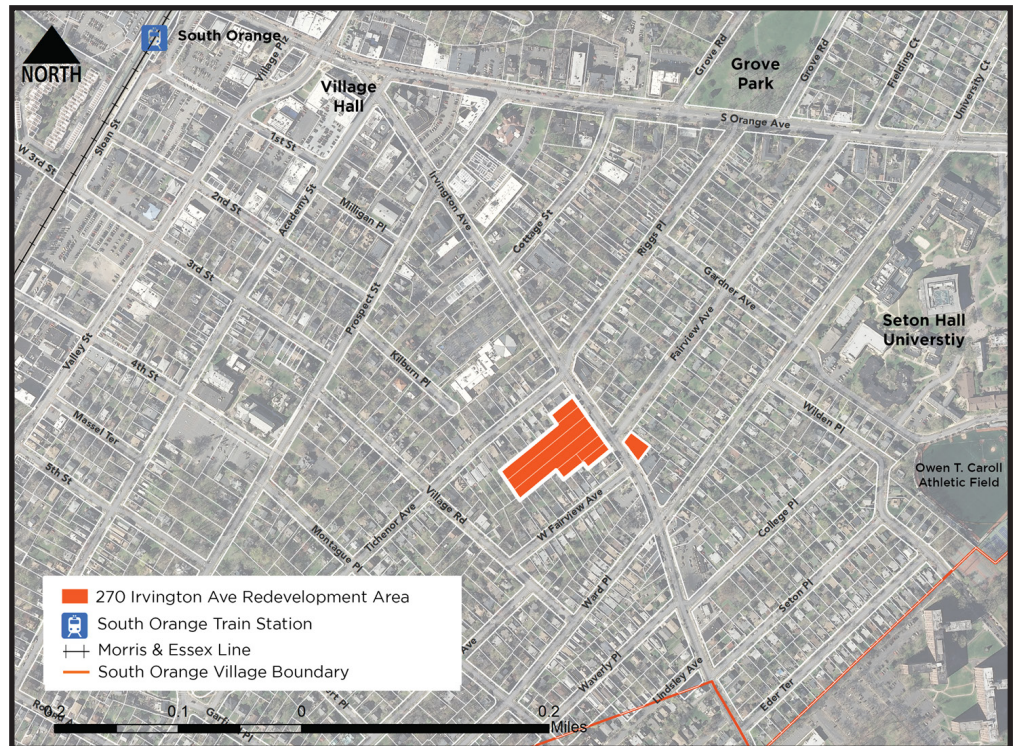 South Orange
NORTH
Village Pl
Village
Hall
Grove Rd
Grove
Park
Grove Rd
Fielding Ct
University Ct
S Orange Ave
Sloan St
W 3rd St
1st St
2nd St
Academy St
Milligan Pl
Irvington Ave
Cottage St
Riggs Pl
Gardner Ave
3rd St
Prospect St
Fairview Ave
Seton Hall
Universtiy
Valley St
4th St
Kilburn Pl
Massel Ter
Wilden Pl
5th St
Owen T. Caroll
Athletic Field
Village Rd
Tichenor Ave
W Fairview Ave
College Pl
Montague Pl
Ward Pl
Seton Pl
270 Irvington Ave Redevelopment Area
South Orange Train Station
Morris & Essex Line
South Orange Village Boundary
Ave
Waverly Pl
Lindsley Ave
Eder Ter
0.2
0.1
0
0.2
Miles